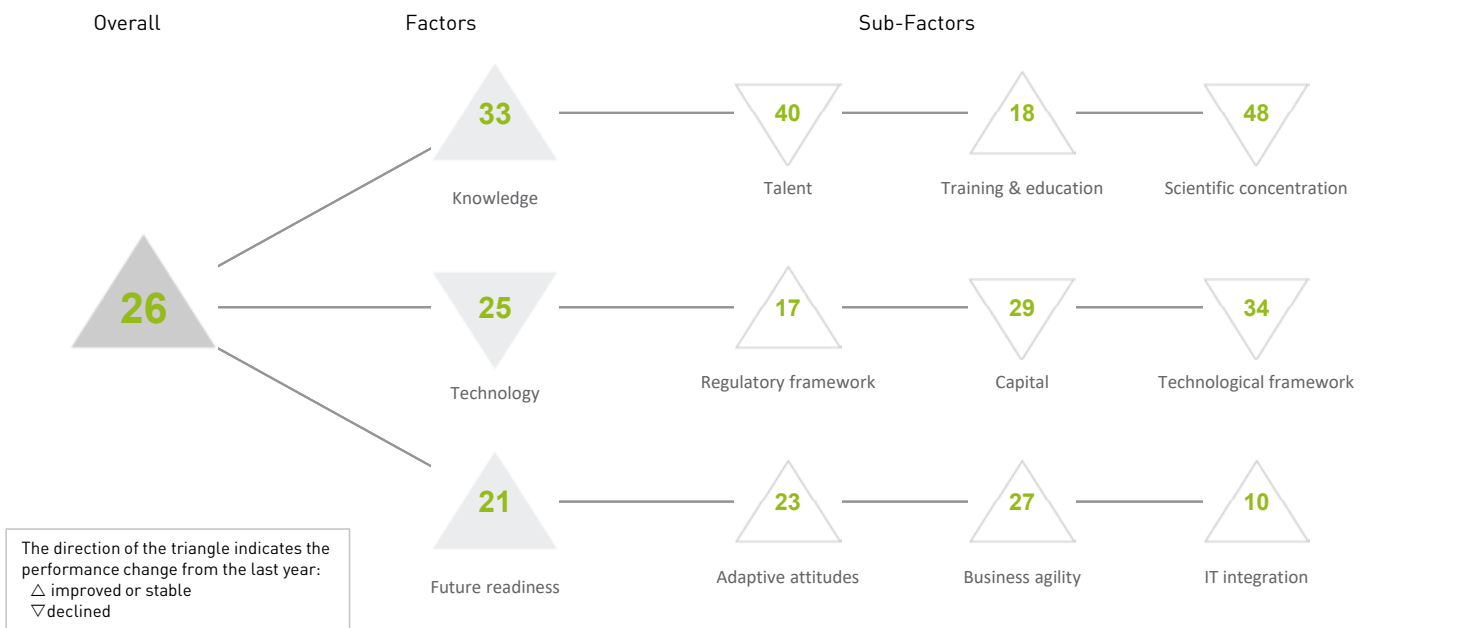 Overall
Factors
Sub-Factors
33
Knowledge
40
Talent
18
Training & education
48
Scientific concentration
26
25
Technology
17
Regulatory framework
29
Capital
34
Technological framework
21
Future readiness
23
Adaptive attitudes
27
Business agility
10
IT integration
The direction of the triangle indicates the
performance change from the last year:
△ improved or stable
▽ declined